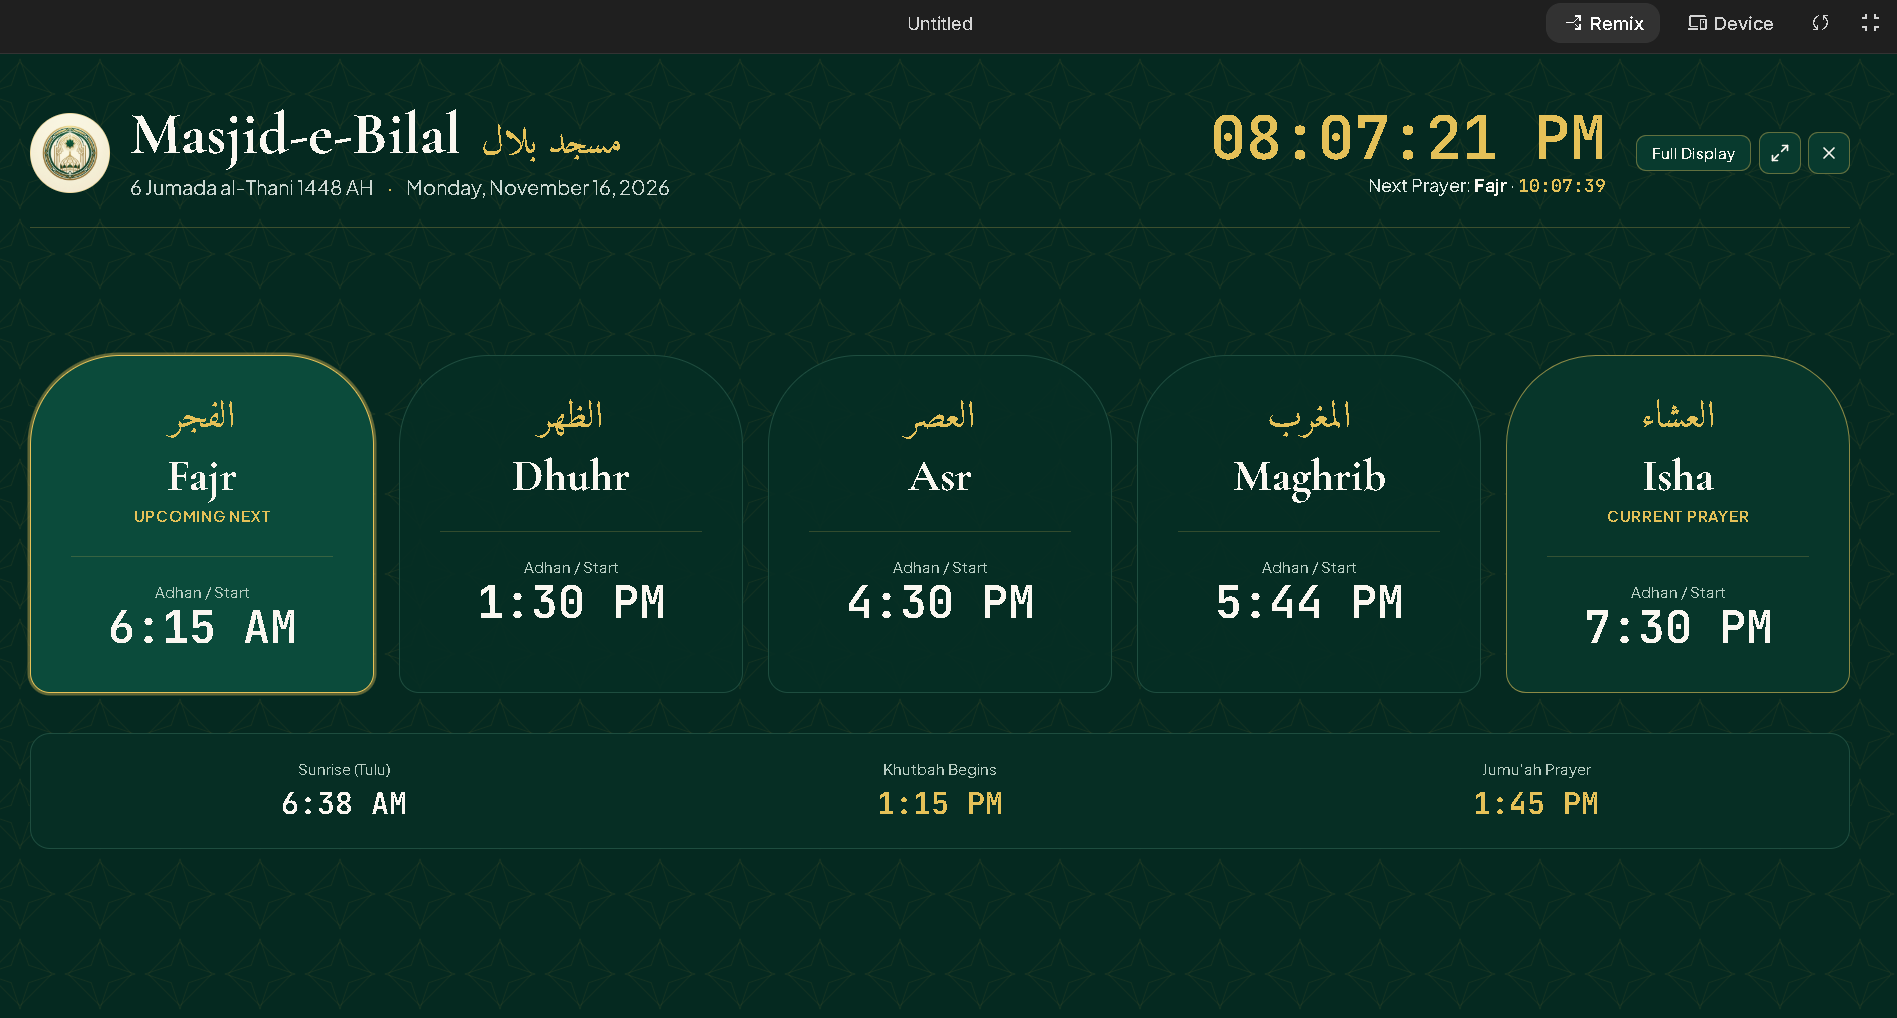 Untitled
Remix
Device
Masjid-e-Bilal مسجد بلال
6 Jumada al-Thani 1448 AH · Monday, November 16, 2026
08:07:21 PM
Next Prayer: Fajr · 10:07:39
Full Display
الفجر
Fajr
UPCOMING NEXT
Adhan / Start
6:15 AM
الظهر
Dhuhr
Adhan / Start
1:30 PM
العصر
Asr
Adhan / Start
4:30 PM
المغرب
Maghrib
Adhan / Start
5:44 PM
العشاء
Isha
CURRENT PRAYER
Adhan / Start
7:30 PM
Sunrise (Tulu)
6:38 AM
Khutbah Begins
1:15 PM
Jumu'ah Prayer
1:45 PM